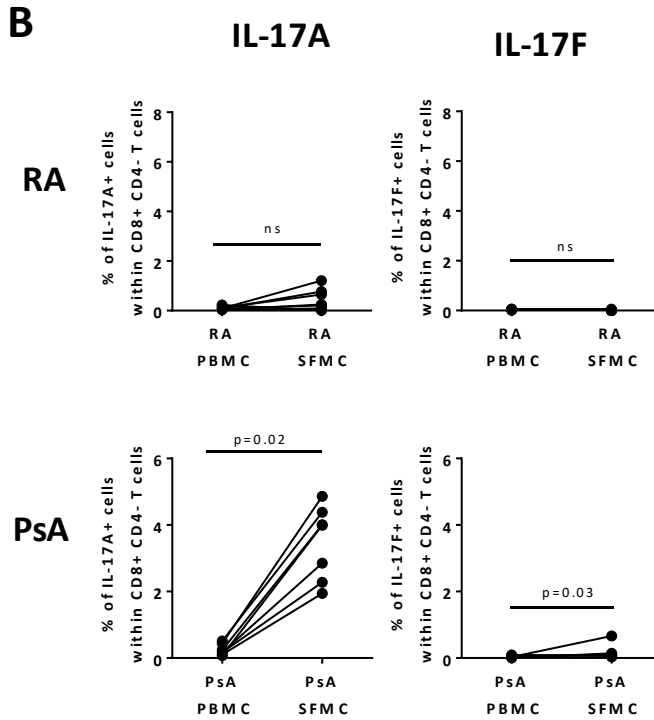 B
IL-17A
IL-17F
RA
% of IL-17A+ cells
within CD8+ CD4- T cells
8
6
4
2
0
ns
RA
PBMC
RA
SFMC
% of IL-17F+ cells
within CD8+ CD4- T cells
8
6
4
2
0
ns
RA
PBMC
RA
SFMC
PsA
% of IL-17A+ cells
within CD8+ CD4- T cells
6
4
2
0
p=0.02
PsA
PBMC
PsA
SFMC
% of IL-17F+ cells
within CD8+ CD4- T cells
6
4
2
0
p=0.03
PsA
PBMC
PsA
SFMC